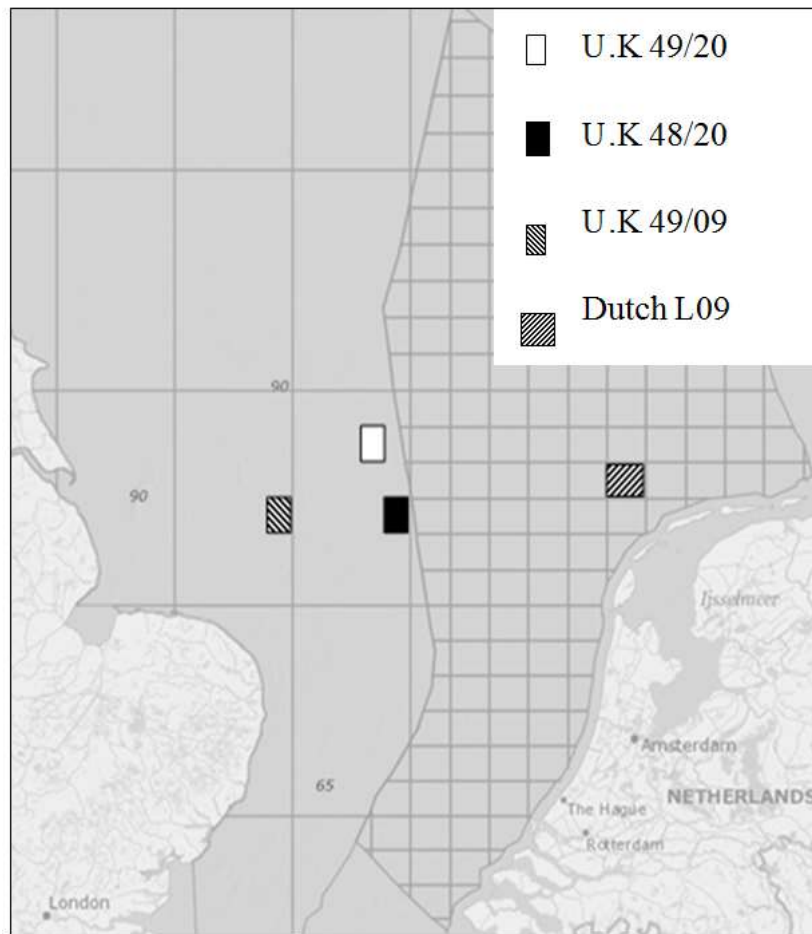 U.K 49/20
U.K 48/20
U.K 49/09
Dutch L09
90
90
65
Ijsselmeer
Amsterdam
NETHERLANDS
The Hague
Rotterdam
London